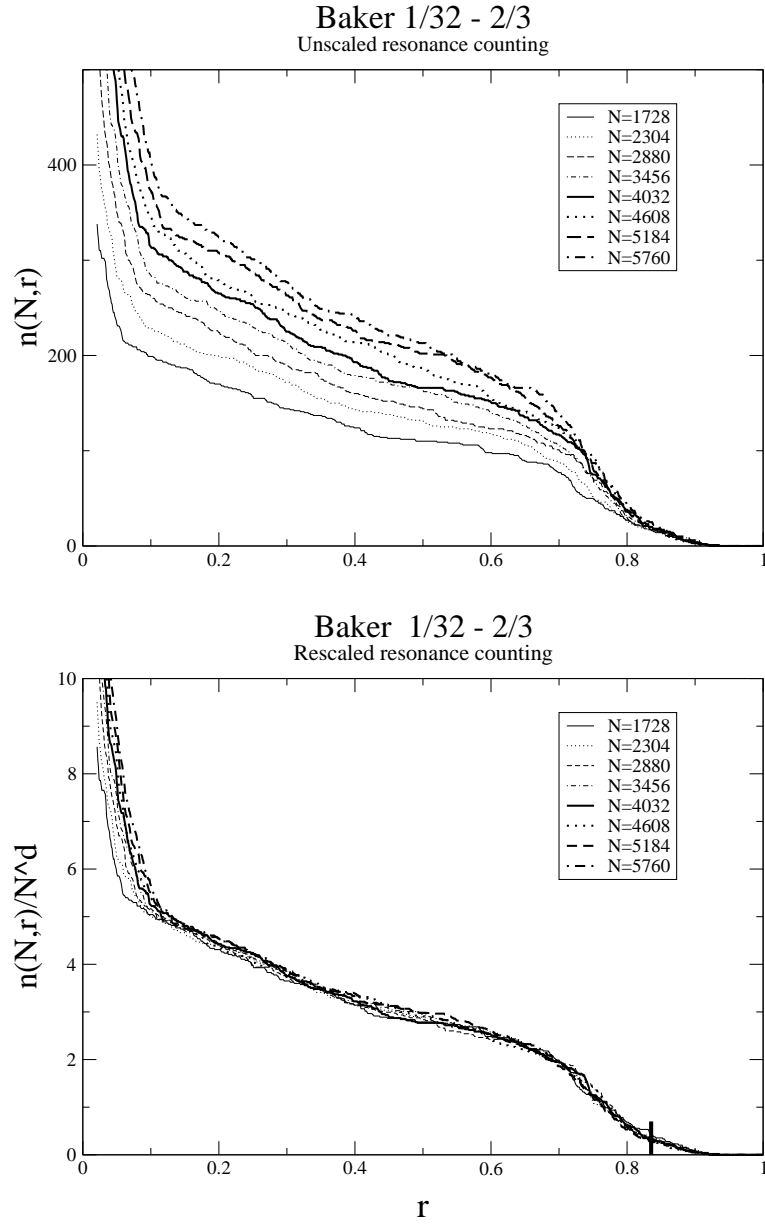 Baker 1/32 - 2/3
Unscaled resonance counting
n(N,r)
400
200
0
N=1728
N=2304
N=2880
N=3456
N=4032
N=4608
N=5184
N=5760
0 0.2 0.4 0.6 0.8 1
Baker 1/32 - 2/3
Rescaled resonance counting
n(N,r)/N^d
10
8
6
4
2
0
N=1728
N=2304
N=2880
N=3456
N=4032
N=4608
N=5184
N=5760
0 0.2 0.4 0.6 0.8 1
r